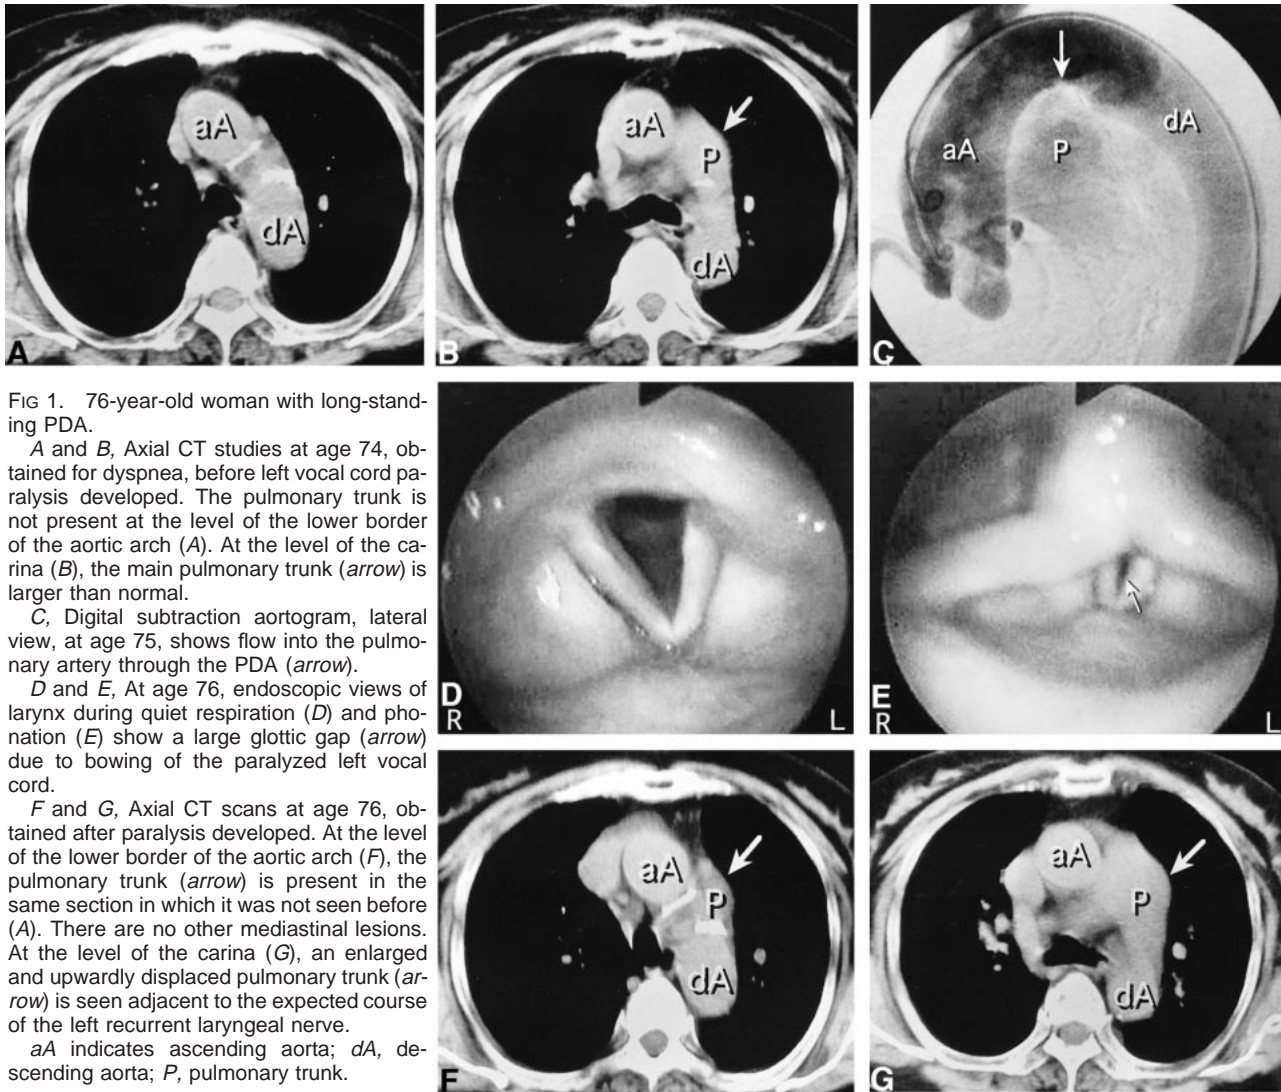 aA
dA
A
aA
P
dA
B
aA
P
dA
C
FIG 1. 76-year-old woman with long-stand-
ing PDA.
A and B, Axial CT studies at age 74, ob-
tained for dyspnea, before left vocal cord pa-
ralysis developed. The pulmonary trunk is
not present at the level of the lower border
of the aortic arch (A). At the level of the ca-
rina (B), the main pulmonary trunk (arrow) is
larger than normal.
C, Digital subtraction aortogram, lateral
view, at age 75, shows flow into the pulmo-
nary artery through the PDA (arrow).
D and E, At age 76, endoscopic views of
larynx during quiet respiration (D) and pho-
nation (E) show a large glottic gap (arrow)
due to bowing of the paralyzed left vocal
cord.
F and G, Axial CT scans at age 76, ob-
tained after paralysis developed. At the level
of the lower border of the aortic arch (F), the
pulmonary trunk (arrow) is present in the
same section in which it was not seen before
(A). There are no other mediastinal lesions.
At the level of the carina (G), an enlarged
and upwardly displaced pulmonary trunk (ar-
row) is seen adjacent to the expected course
of the left recurrent laryngeal nerve.
aA indicates ascending aorta; dA, de-
scending aorta; P, pulmonary trunk.
D
R
L
E
R
L
aA
P
dA
F
aA
P
dA
G